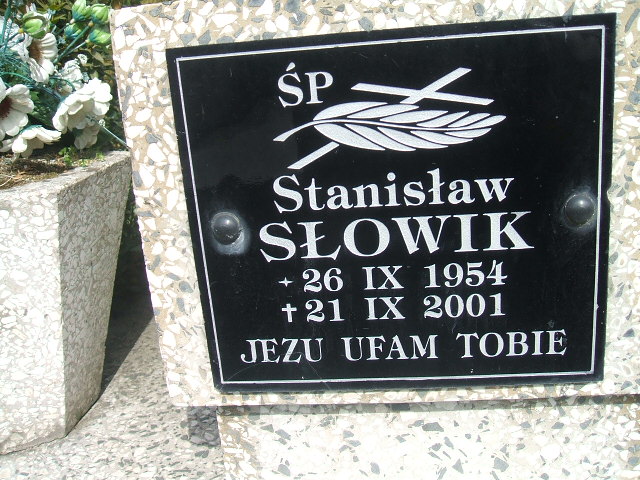 ŚP
Stanisław
SŁOWIK
26 IX 1954
✝ 21 IX 2001
JEZU UFAM TOBIE